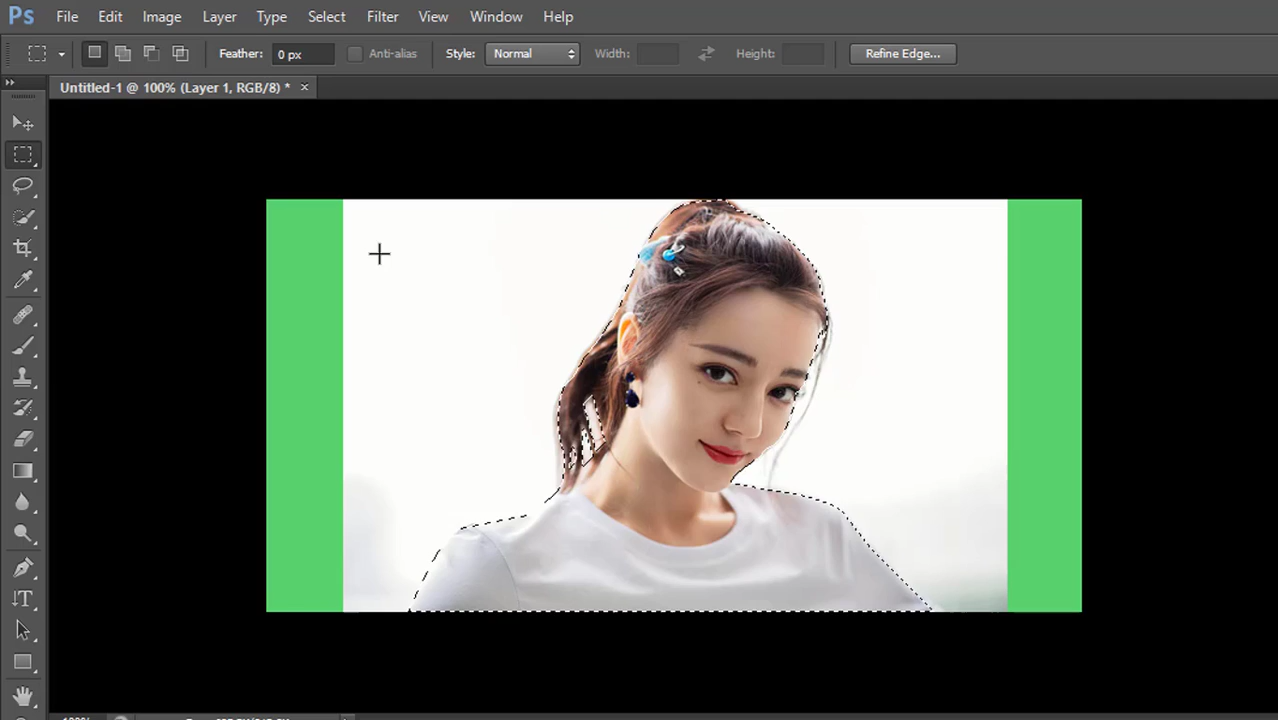 Ps File Edit Image Layer Type Select Filter View Window Help
Feather: 0 px Anti-alias Style: Normal Width: Height: Refine Edge...
Untitled-1 @ 100% (Layer 1, RGB/8) * ×